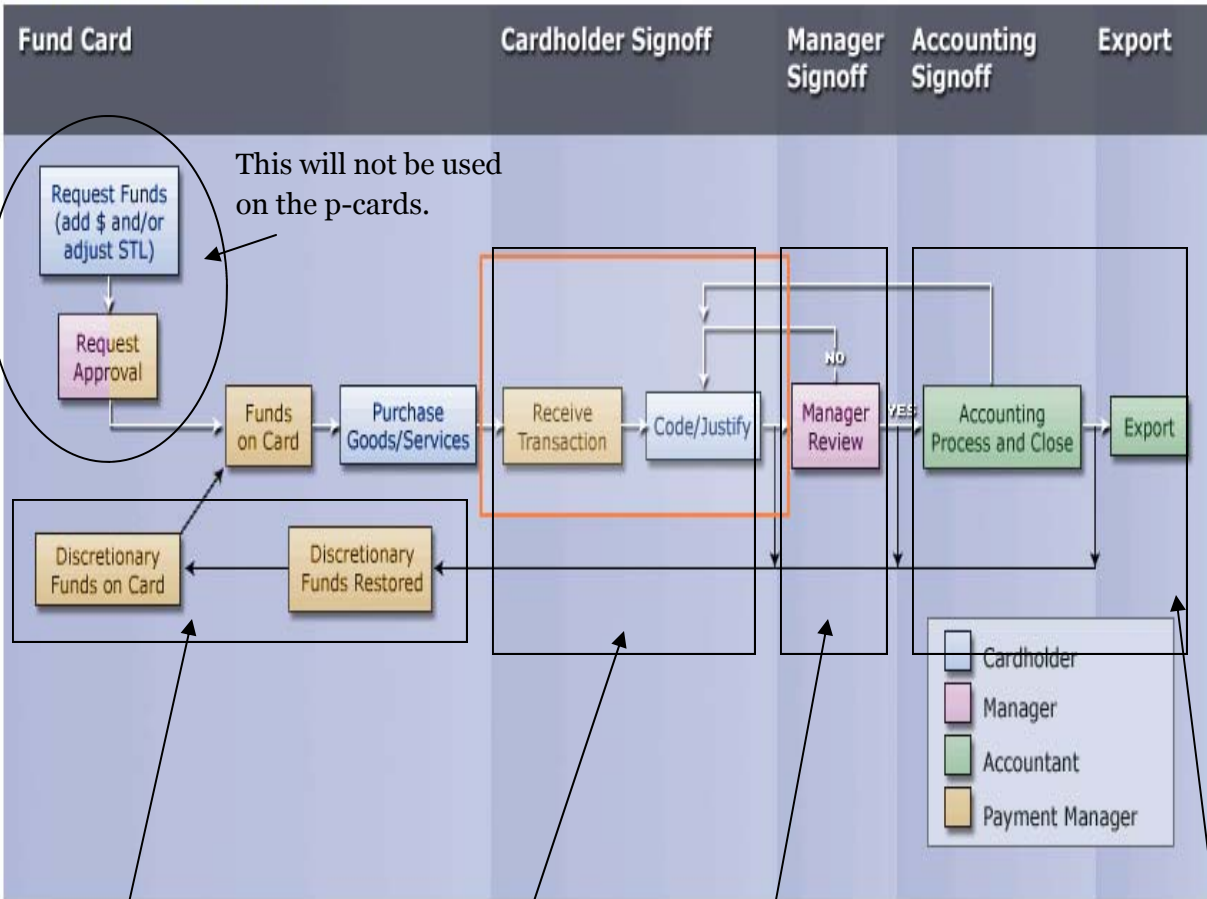 Fund Card
Cardholder Signoff
Manager
Signoff
Accounting
Signoff
Export
This will not be used
on the p-cards.
Request Funds
(add $ and/or
adjust STL)
Request
Approval
Funds
on Card
Purchase
Goods/Services
Receive
Transaction
Code/Justify
NO
Manager
Review
YES
Accounting
Process and Close
Export
Discretionary
Funds on Card
Discretionary
Funds Restored
Cardholder
Manager
Accountant
Payment Manager